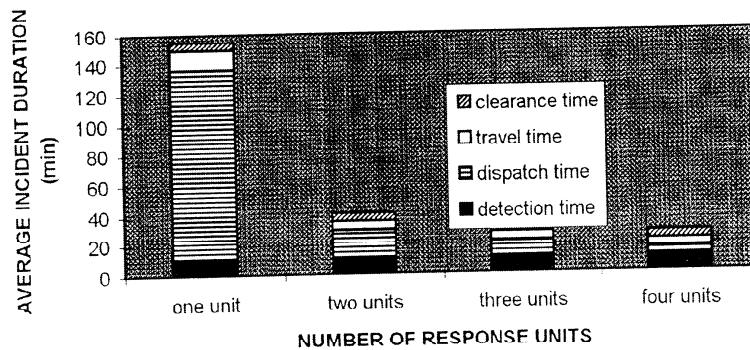 AVERAGE INCIDENT DURATION
(min)
160
140
120
100
80
60
40
20
0
clearance time
travel time
dispatch time
detection time
one unit
two units
three units
four units
NUMBER OF RESPONSE UNITS